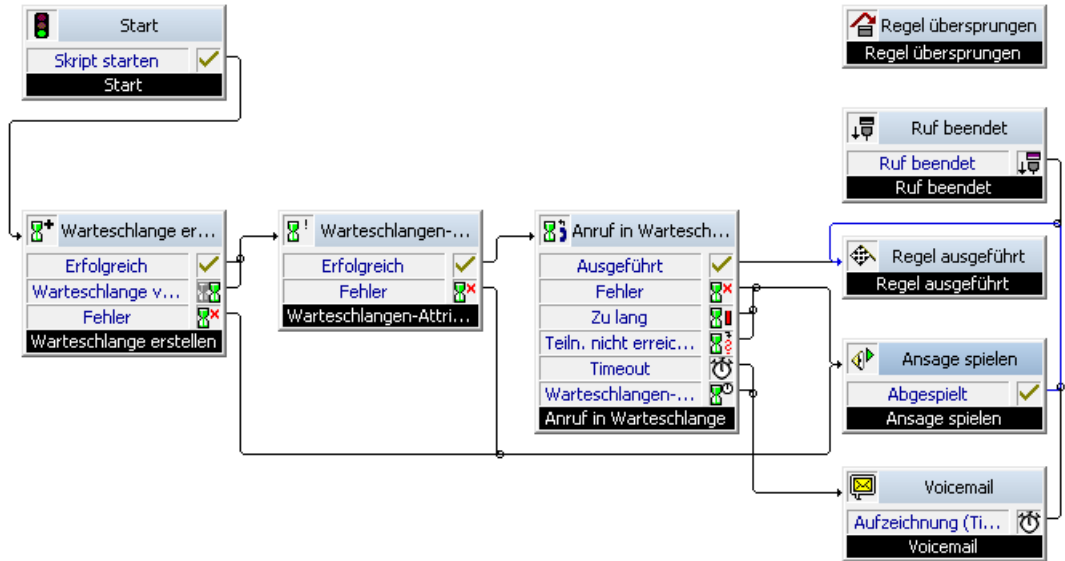 Start
Skript starten
Start
Regel übersprungen
Regel übersprungen
Ruf beendet
Ruf beendet
Ruf beendet
Warteschlange er...
Erfolgreich
Warteschlange v...
Fehler
Warteschlange erstellen
Warteschlangen-...
Erfolgreich
Fehler
Warteschlangen-Attri...
Anruf in Wartesch...
Ausgeführt
Fehler
Zu lang
Teiln. nicht erreic...
Timeout
Warteschlangen-...
Anruf in Warteschlange
Regel ausgeführt
Regel ausgeführt
Ansage spielen
Abgespielt
Ansage spielen
Voicemail
Aufzeichnung (Ti...
Voicemail